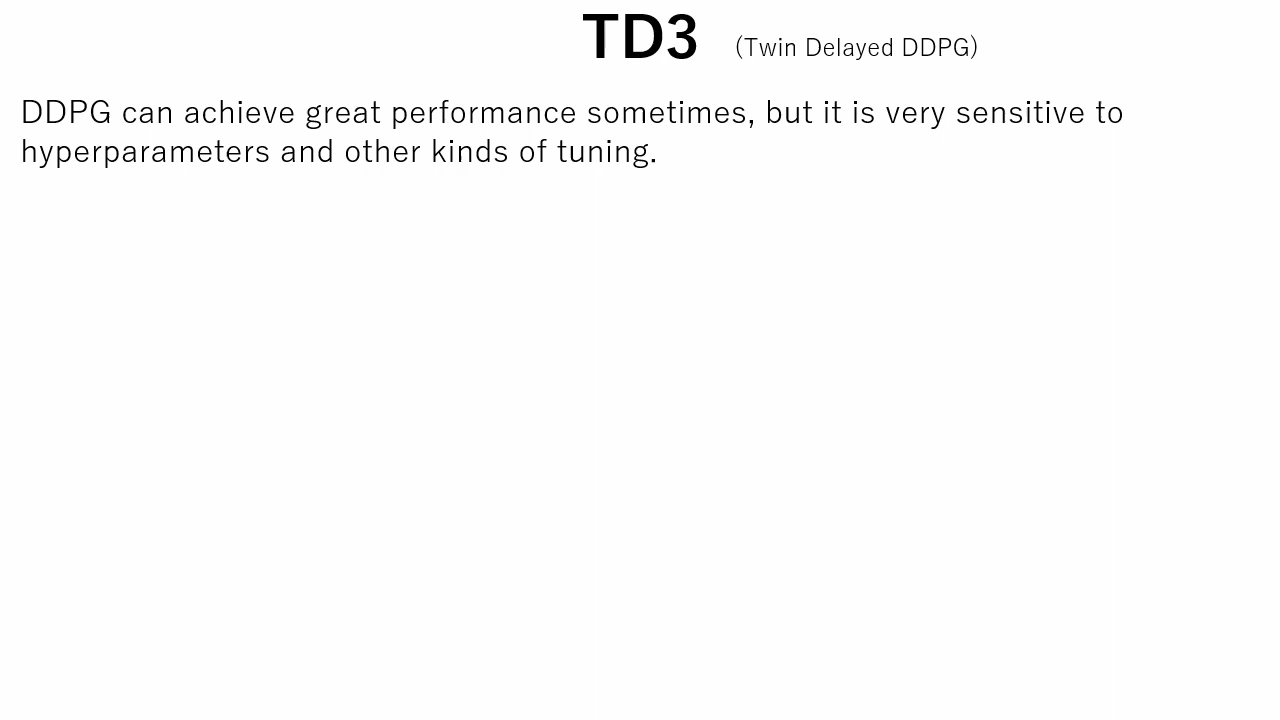 TD3 (Twin Delayed DDPG)
DDPG can achieve great performance sometimes, but it is very sensitive to
hyperparameters and other kinds of tuning.